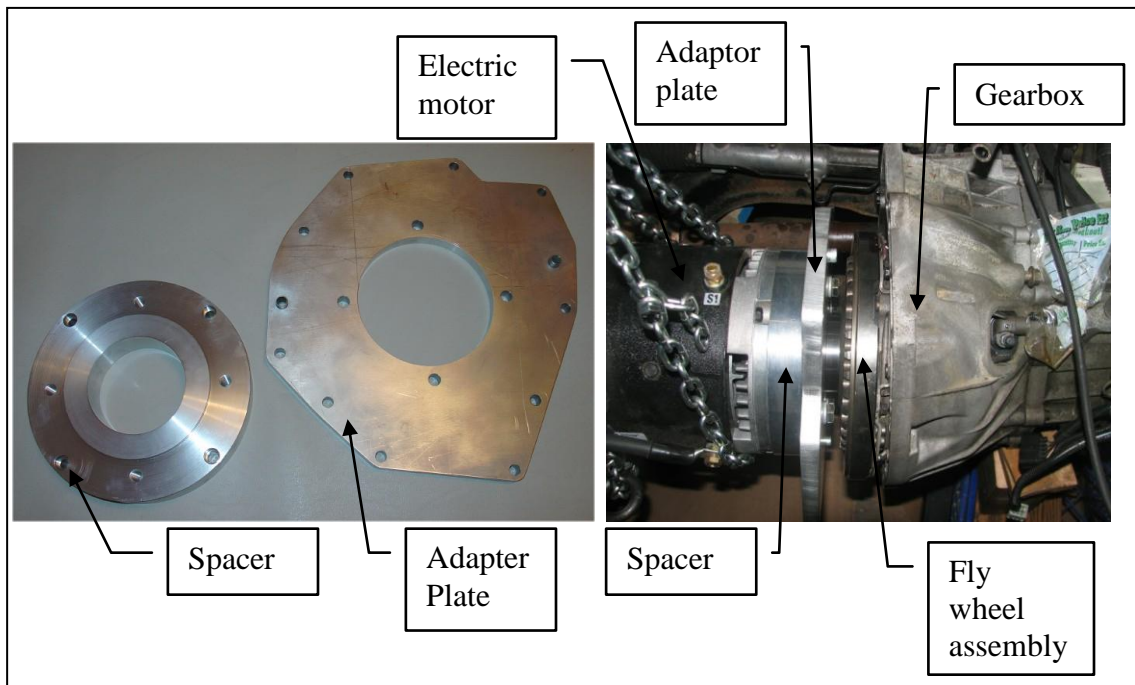 Electric
motor
Adaptor
plate
Gearbox
S1
Spacer
Adapter
Plate
Spacer
Fly
wheel
assembly